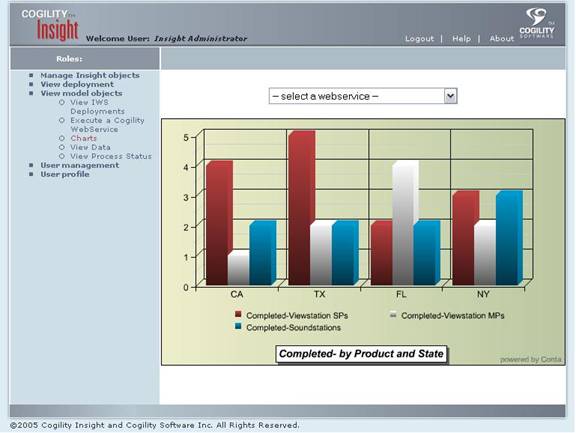 COGILITY TM
Insight
Welcome User: Insight Administrator
Logout | Help | About
TM
COGILITY
SOFTWARE
Roles:
Manage Insight objects
View deployment
View model objects
View IWS
Deployments
Execute a Cogility
WebService
Charts
View Data
View Process Status
User management
User profile
-- select a webservice --
5
4
3
2
1
0
CA TX FL NY
Completed-Viewstation SPs Completed-Viewstation MPs
Completed-Soundstations
Completed- by Product and State
powered by Conta
©2005 Cogility Insight and Cogility Software Inc. All Rights Reserved.